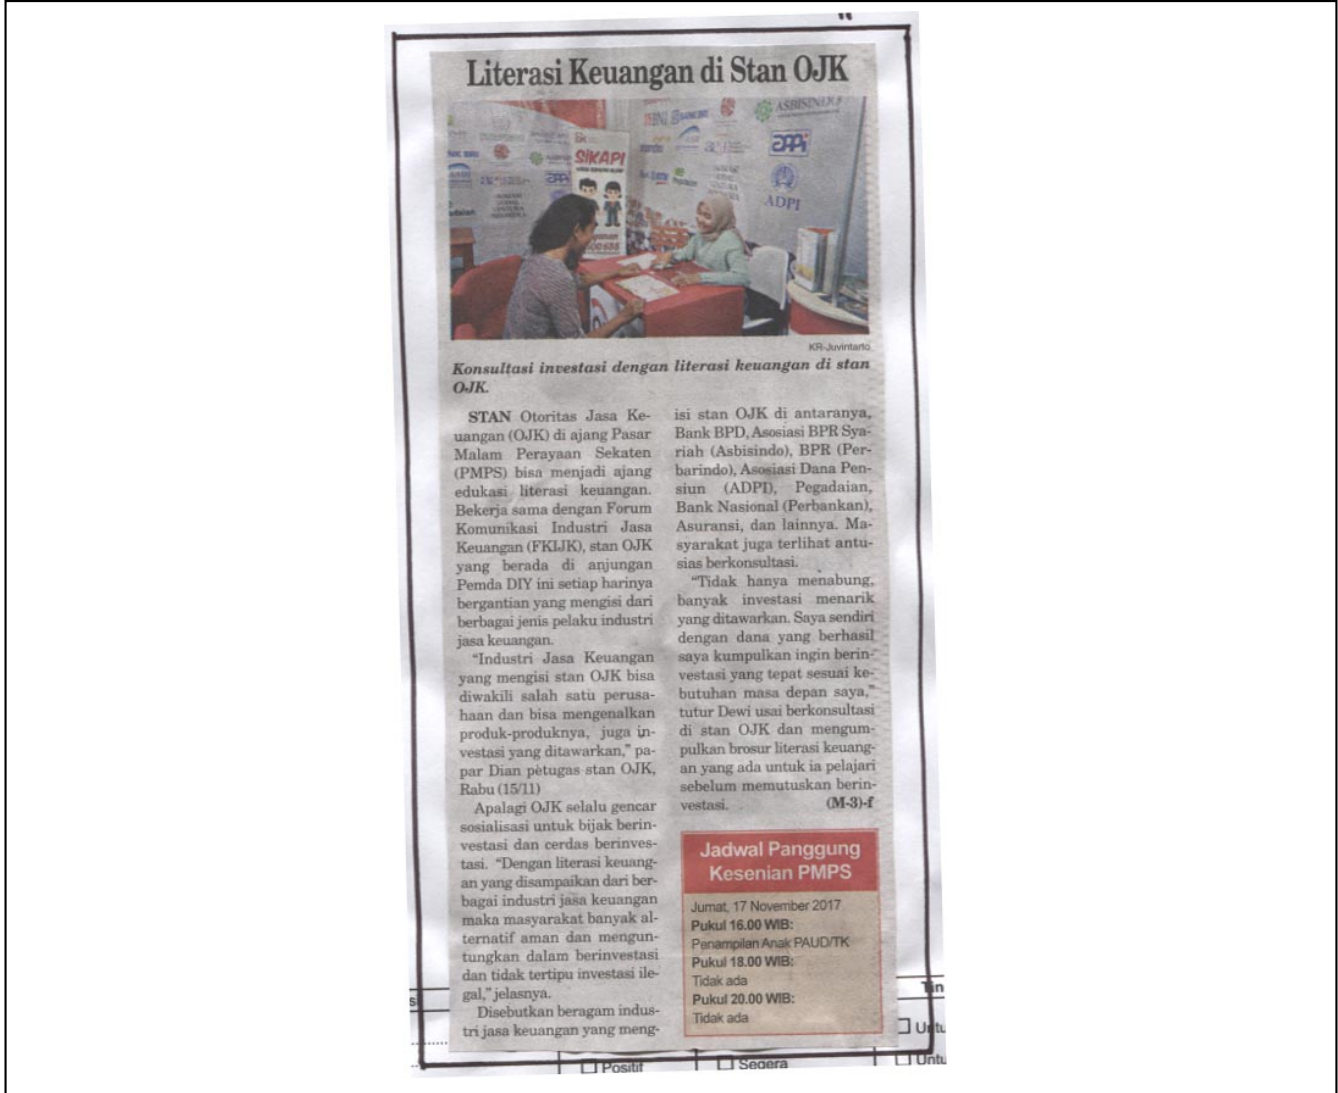 Literasi Keuangan di Stan OJK
BNI
ASBISINDO
SIKAPI
ADPI
KR-Juvintarto
Konsultasi investasi dengan literasi keuangan di stan
OJK.
STAN Otoritas Jasa Ke-
uangan (OJK) di ajang Pasar
Malam Perayaan Sekaten
(PMPS) bisa menjadi ajang
edukasi literasi keuangan.
Bekerja sama dengan Forum
Komunikasi Industri Jasa
Keuangan (FKIJK), stan OJK
yang berada di anjungan
Pemda DIY ini setiap harinya
bergantian yang mengisi dari
berbagai jenis pelaku industri
jasa keuangan.
"Industri Jasa Keuangan
yang mengisi stan OJK bisa
diwakili salah satu perusa-
haan dan bisa mengenalkan
produk-produknya, juga in-
vestasi yang ditawarkan," pa-
par Dian petugas stan OJK,
Rabu (15/11)
Apalagi OJK selalu gencar
sosialisasi untuk bijak berin-
vestasi dan cerdas berinves-
tasi. "Dengan literasi keuang-
an yang disampaikan dari ber-
bagai industri jasa keuangan
maka masyarakat banyak al-
ternatif aman dan mengun-
tungkan dalam berinvestasi
dan tidak tertipu investasi ile-
gal," jelasnya.
Disebutkan beragam indus-
tri jasa keuangan yang meng-
isi stan OJK di antaranya,
Bank BPD, Asosiasi BPR Sya-
riah (Asbisindo), BPR (Per-
barindo), Asosiasi Dana Pen-
siun (ADPI), Pegadaian,
Bank Nasional (Perbankan),
Asuransi, dan lainnya. Ma-
syarakat juga terlihat antu-
sias berkonsultasi.
"Tidak hanya menabung,
banyak investasi menarik
yang ditawarkan. Saya sendiri
dengan dana yang berhasil
saya kumpulkan ingin berin-
vestasi yang tepat sesuai ke-
butuhan masa depan saya,"
tutur Dewi usai berkonsultasi
di stan OJK dan mengum-
pulkan brosur literasi keuang-
an yang ada untuk ia pelajari
sebelum memutuskan berin-
vestasi. (M-3)-f
Jadwal Panggung
Kesenian PMPS
Jumat, 17 November 2017
Pukul 16.00 WIB:
Penampilan Anak PAUD/TK
Pukul 18.00 WIB:
Tidak ada
Pukul 20.00 WIB:
Tidak ada
Positif
Segera